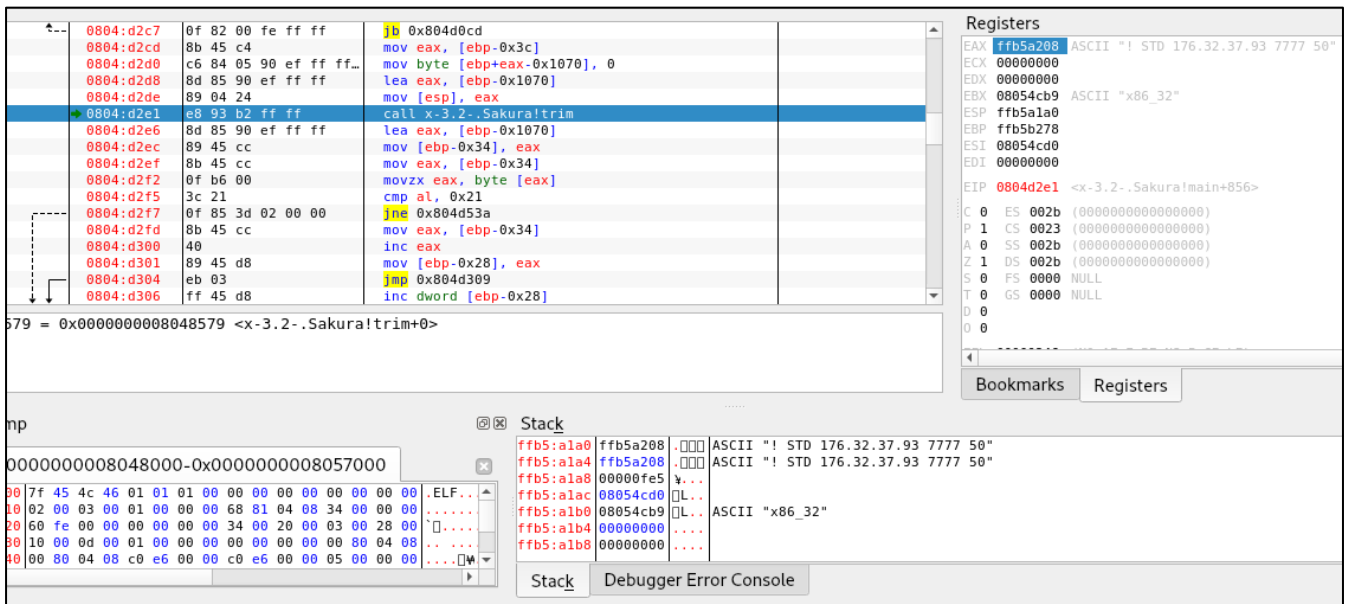 0804:d2c7 0f 82 00 fe ff ff jb 0x804d0cd
0804:d2cd 8b 45 c4 mov eax, [ebp-0x3c]
0804:d2d0 c6 84 05 90 ef ff ff… mov byte [ebp+eax-0x1070], 0
0804:d2d8 8d 85 90 ef ff ff lea eax, [ebp-0x1070]
0804:d2de 89 04 24 mov [esp], eax
0804:d2e1 e8 93 b2 ff ff call x-3.2-.Sakura!trim
0804:d2e6 8d 85 90 ef ff ff lea eax, [ebp-0x1070]
0804:d2ec 89 45 cc mov [ebp-0x34], eax
0804:d2ef 8b 45 cc mov eax, [ebp-0x34]
0804:d2f2 0f b6 00 movzx eax, byte [eax]
0804:d2f5 3c 21 cmp al, 0x21
0804:d2f7 0f 85 3d 02 00 00 jne 0x804d53a
0804:d2fd 8b 45 cc mov eax, [ebp-0x34]
0804:d300 40 inc eax
0804:d301 89 45 d8 mov [ebp-0x28], eax
0804:d304 eb 03 jmp 0x804d309
0804:d306 ff 45 d8 inc dword [ebp-0x28]
579 = 0x0000000008048579 <x-3.2-.Sakura!trim+0>
Registers
EAX ffb5a208 ASCII "! STD 176.32.37.93 7777 50"
ECX 00000000
EDX 00000000
EBX 08054cb9 ASCII "x86_32"
ESP ffb5a1a0
EBP ffb5b278
ESI 08054cd0
EDI 00000000
EIP 0804d2e1 <x-3.2-.Sakura!main+856>
C 0 ES 002b (0000000000000000)
P 1 CS 0023 (0000000000000000)
A 0 SS 002b (0000000000000000)
Z 1 DS 002b (0000000000000000)
S 0 FS 0000 NULL
T 0 GS 0000 NULL
D 0
O 0
Bookmarks Registers
mp
0000000008048000-0x0000000008057000
00 7f 45 4c 46 01 01 01 00 00 00 00 00 00 00 00 00 .ELF...
10 02 00 03 00 01 00 00 00 68 81 04 08 34 00 00 00 .......
20 60 fe 00 00 00 00 00 00 34 00 20 00 03 00 28 00 `.....
30 10 00 0d 00 01 00 00 00 00 00 00 00 00 80 04 08 .. ....
40 00 80 04 08 c0 e6 00 00 c0 e6 00 00 05 00 00 00 ....¥
Stack
ffb5:a1a0 ffb5a208 . ASCII "! STD 176.32.37.93 7777 50"
ffb5:a1a4 ffb5a208 . ASCII "! STD 176.32.37.93 7777 50"
ffb5:a1a8 00000fe5 ¥...
ffb5:a1ac 08054cd0 L..
ffb5:a1b0 08054cb9 L.. ASCII "x86_32"
ffb5:a1b4 00000000 ....
ffb5:a1b8 00000000 ....
Stack Debugger Error Console